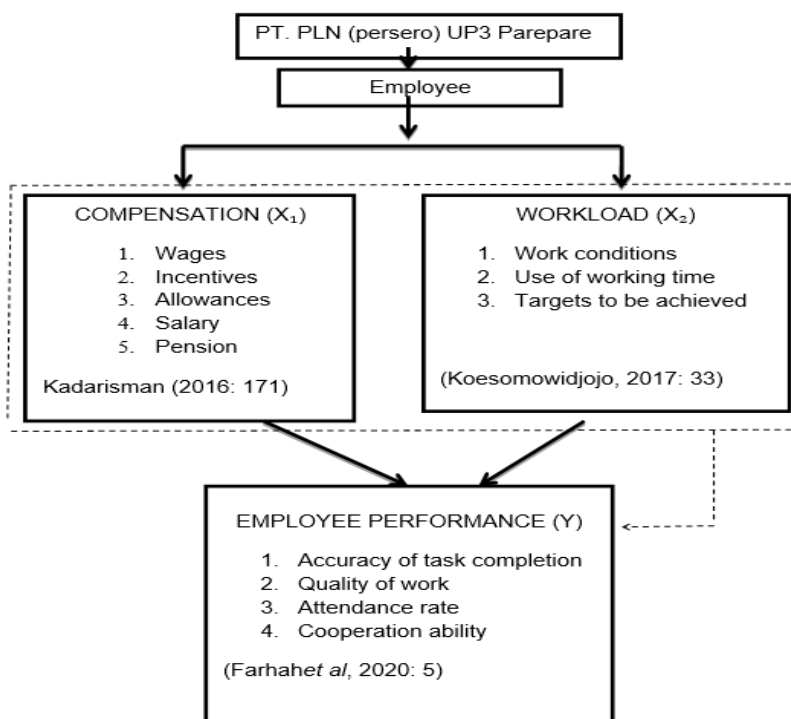 PT. PLN (persero) UP3 Parepare
Employee
COMPENSATION (X₁)
1. Wages
2. Incentives
3. Allowances
4. Salary
5. Pension
Kadarisman (2016: 171)
WORKLOAD (X₂)
1. Work conditions
2. Use of working time
3. Targets to be achieved
(Koesomowidjojo, 2017: 33)
EMPLOYEE PERFORMANCE (Y)
1. Accuracy of task completion
2. Quality of work
3. Attendance rate
4. Cooperation ability
(Farhahet al, 2020: 5)